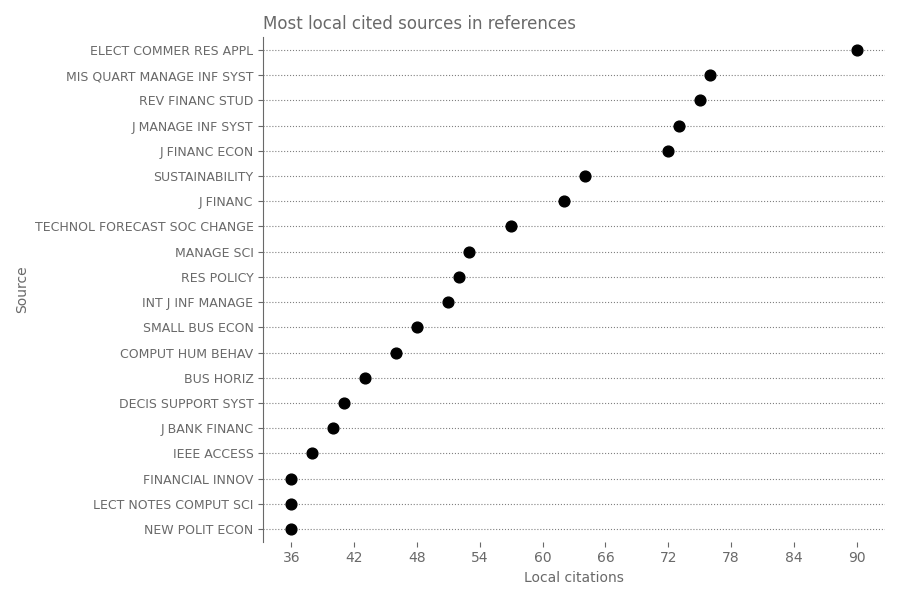 Most local cited sources in references
ELECT COMMER RES APPL
MIS QUART MANAGE INF SYST
REV FINANC STUD
J MANAGE INF SYST
J FINANC ECON
SUSTAINABILITY
J FINANC
TECHNOL FORECAST SOC CHANGE
MANAGE SCI
RES POLICY
INT J INF MANAGE
SMALL BUS ECON
COMPUT HUM BEHAV
BUS HORIZ
DECIS SUPPORT SYST
J BANK FINANC
IEEE ACCESS
FINANCIAL INNOV
LECT NOTES COMPUT SCI
NEW POLIT ECON
Source
36 42 48 54 60 66 72 78 84 90
Local citations